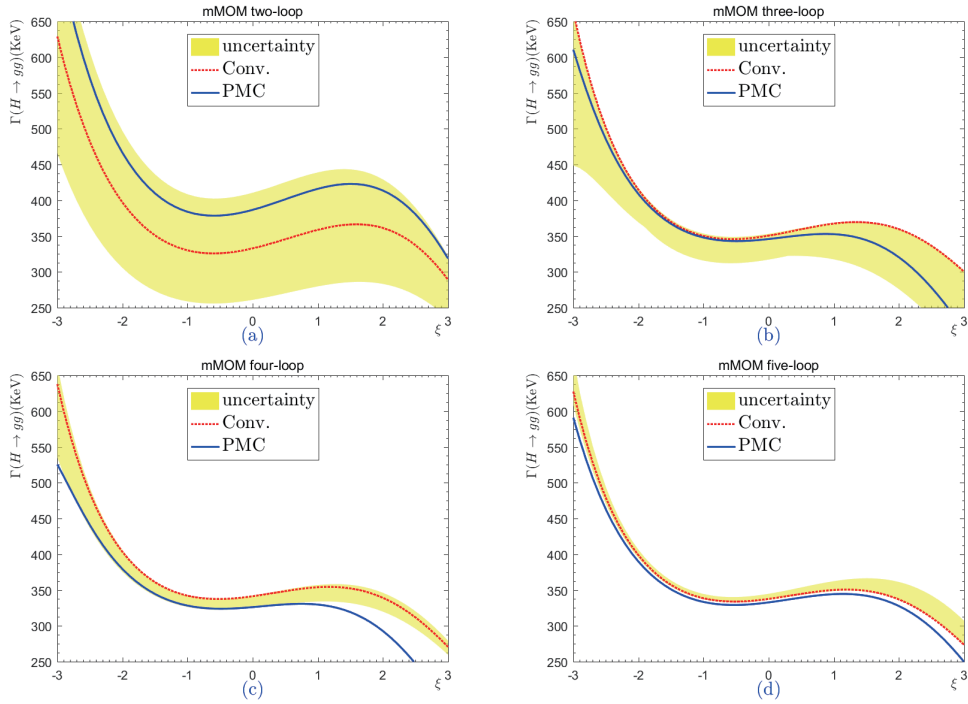 mMOM two-loop
Γ(H → gg)(KeV)
650
600
550
500
450
400
350
300
250
uncertainty
Conv.
PMC
-3 -2 -1 0 1 2 3
ξ
(a)
mMOM three-loop
Γ(H → gg)(KeV)
650
600
550
500
450
400
350
300
250
uncertainty
Conv.
PMC
-3 -2 -1 0 1 2 3
ξ
(b)
mMOM four-loop
Γ(H → gg)(KeV)
650
600
550
500
450
400
350
300
250
uncertainty
Conv.
PMC
-3 -2 -1 0 1 2 3
ξ
(c)
mMOM five-loop
Γ(H → gg)(KeV)
650
600
550
500
450
400
350
300
250
uncertainty
Conv.
PMC
-3 -2 -1 0 1 2 3
ξ
(d)